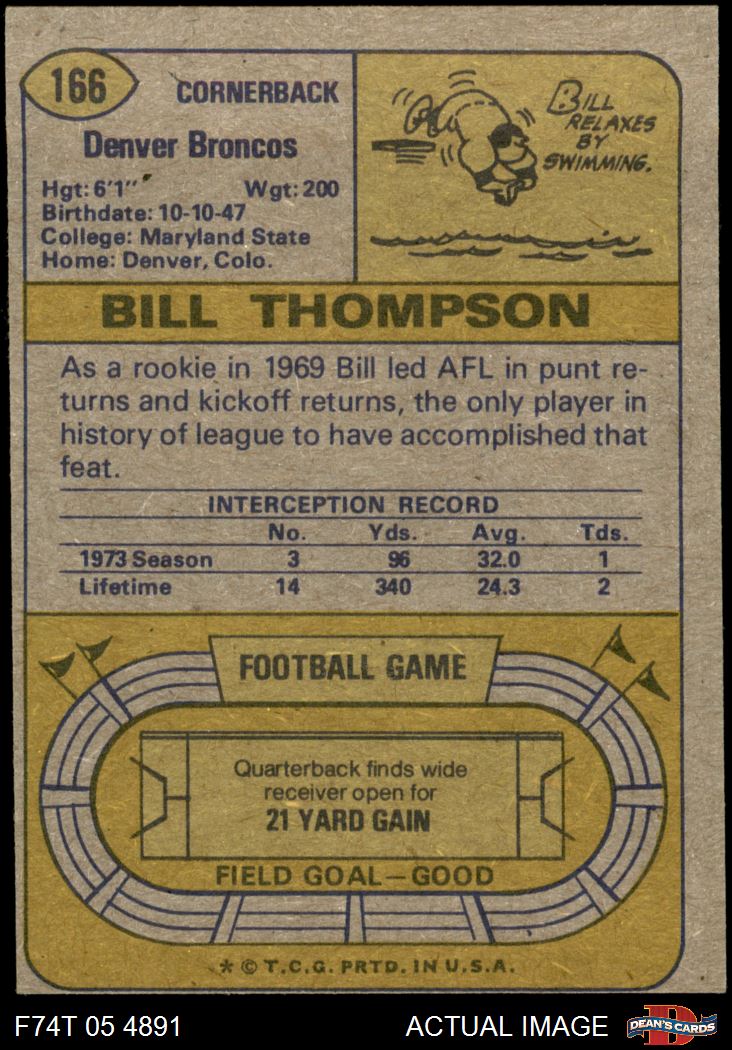 166
CORNERBACK
Denver Broncos
Hgt: 6'1" Wgt: 200
Birthdate: 10-10-47
College: Maryland State
Home: Denver, Colo.
BILL
RELAXES
BY
SWIMMING.
BILL THOMPSON
As a rookie in 1969 Bill led AFL in punt re-
turns and kickoff returns, the only player in
history of league to have accomplished that
feat.
INTERCEPTION RECORD
No. Yds. Avg. Tds.
1973 Season 3 96 32.0 1
Lifetime 14 340 24.3 2
FOOTBALL GAME
Quarterback finds wide
receiver open for
21 YARD GAIN
FIELD GOAL—GOOD
* © T.C.G. PRTD. IN U.S.A.
F74T 05 4891 ACTUAL IMAGE
D
DEAN'S CARDS